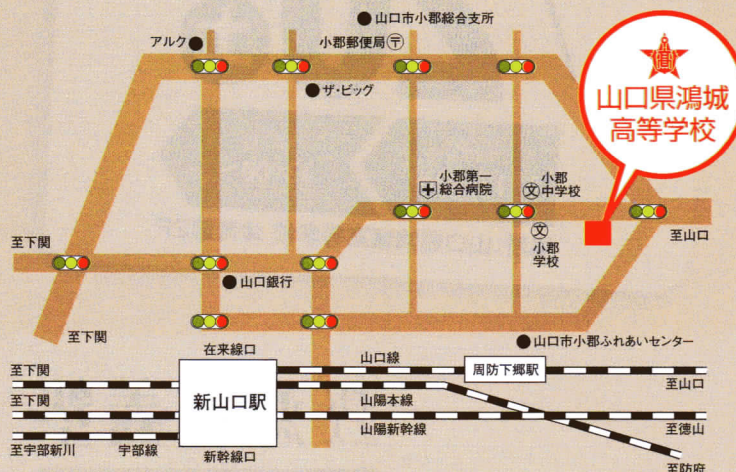 山口市小郡総合支所
アルク
小郡郵便局
ザ・ビッグ
山口県鴻城
高等学校
小郡第一
総合病院
文
小郡
中学校
文
小郡
学校
至下関
至山口
山口銀行
至下関
山口市小郡ふれあいセンター
在来線口
至下関
山口線
周防下郷駅
至山口
新山口駅
至下関
山陽本線
山陽新幹線
至徳山
至宇部新川
宇部線
新幹線口
至防府